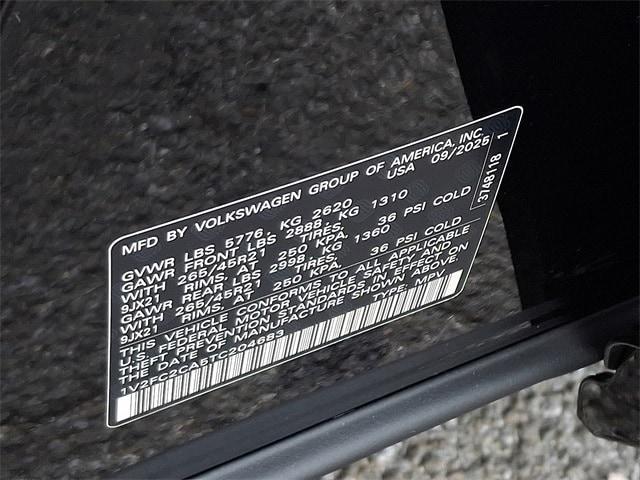 MFD BY VOLKSWAGEN GROUP OF AMERICA, INC.
USA 09/2025
GVWR LBS 5776. KG 2620
GAWR FRONT LBS 2888. KG 1310
WITH 265/45R21 TIRES.
9JX21 RIMS. AT 250 KPA. 36 PSI COLD
GAWR REAR LBS 2998. KG 1360
WITH 265/45R21 TIRES.
9JX21 RIMS. AT 250 KPA. 36 PSI COLD
THIS VEHICLE CONFORMS TO ALL APPLICABLE
U.S. FEDERAL MOTOR VEHICLE SAFETY AND
THEFT PREVENTION STANDARDS IN EFFECT ON
THE DATE OF MANUFACTURE SHOWN ABOVE.
1V2FC2CA5TC204683 TYPE: MPV
3748118 1